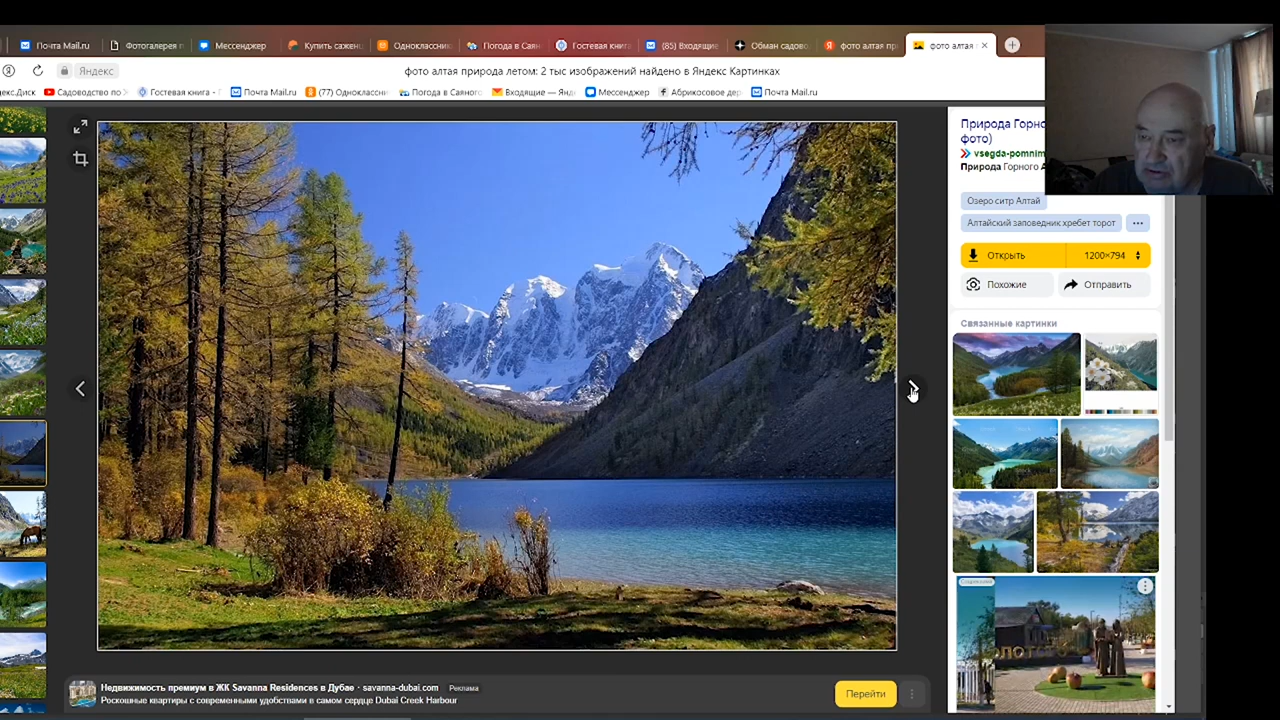 Почта Mail.ru
Фотогалерея
Мессенджер
Купить сажен
Одноклассник
Погода в Саян
Гостевая книга
(85) Входящие
Обман садово
фото алтая пр
фото алтая
Яндекс
фото алтая природа летом: 2 тыс изображений найдено в Яндекс Картинках
екс.Диск
Садоводство по
Гостевая книга - Г
Почта Mail.ru
(77) Одноклассн
Погода в Саяного
Входящие — Янд
Мессенджер
Абрикосовое дер
Почта Mail.ru
Природа Горно
фото)
vsegda-pomnim
Природа Горного А
Озеро ситр Алтай
Алтайский заповедник хребет торот
Открыть
1200×794
Похожие
Отправить
Связанные картинки
Недвижимость премиум в ЖК Savanna Residences в Дубае · savanna-dubai.com Реклама
Роскошные квартиры с современными удобствами в самом сердце Dubai Creek Harbour
Перейти